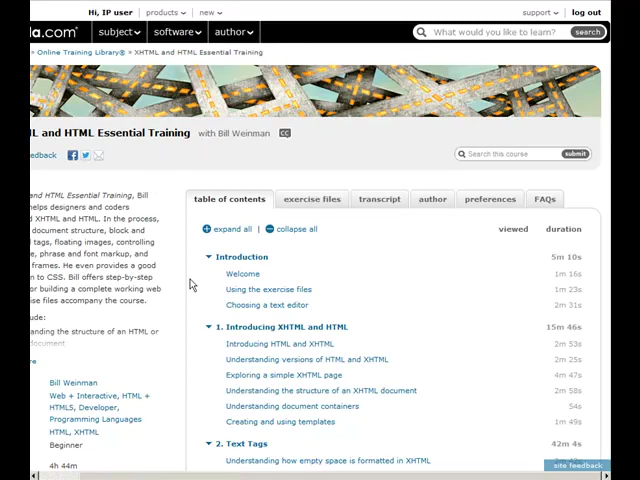 Hi, IP user products new support log out
la.com® subject software author What would you like to learn? search
> Online Training Library® > XHTML and HTML Essential Training
ML and HTML Essential Training with Bill Weinman CC
eedback
Search this course submit
table of contents exercise files transcript author preferences FAQs
and HTML Essential Training, Bill
helps designers and coders
d XHTML and HTML. In the process,
document structure, block and
l tags, floating images, controlling
e, phrase and font markup, and
frames. He even provides a good
n to CSS. Bill offers step-by-step
or building a complete working web
ise files accompany the course.
ude:
anding the structure of an HTML or
document
re
Bill Weinman
Web + Interactive, HTML +
HTML5, Developer,
Programming Languages
HTML, XHTML
Beginner
4h 44m
expand all | collapse all viewed duration
Introduction 5m 10s
Welcome 1m 16s
Using the exercise files 1m 23s
Choosing a text editor 2m 31s
1. Introducing XHTML and HTML 15m 46s
Introducing HTML and XHTML 2m 53s
Understanding versions of HTML and XHTML 2m 25s
Exploring a simple XHTML page 4m 47s
Understanding the structure of an XHTML document 2m 58s
Understanding document containers 54s
Creating and using templates 1m 49s
2. Text Tags 42m 4s
Understanding how empty space is formatted in XHTML
site feedback